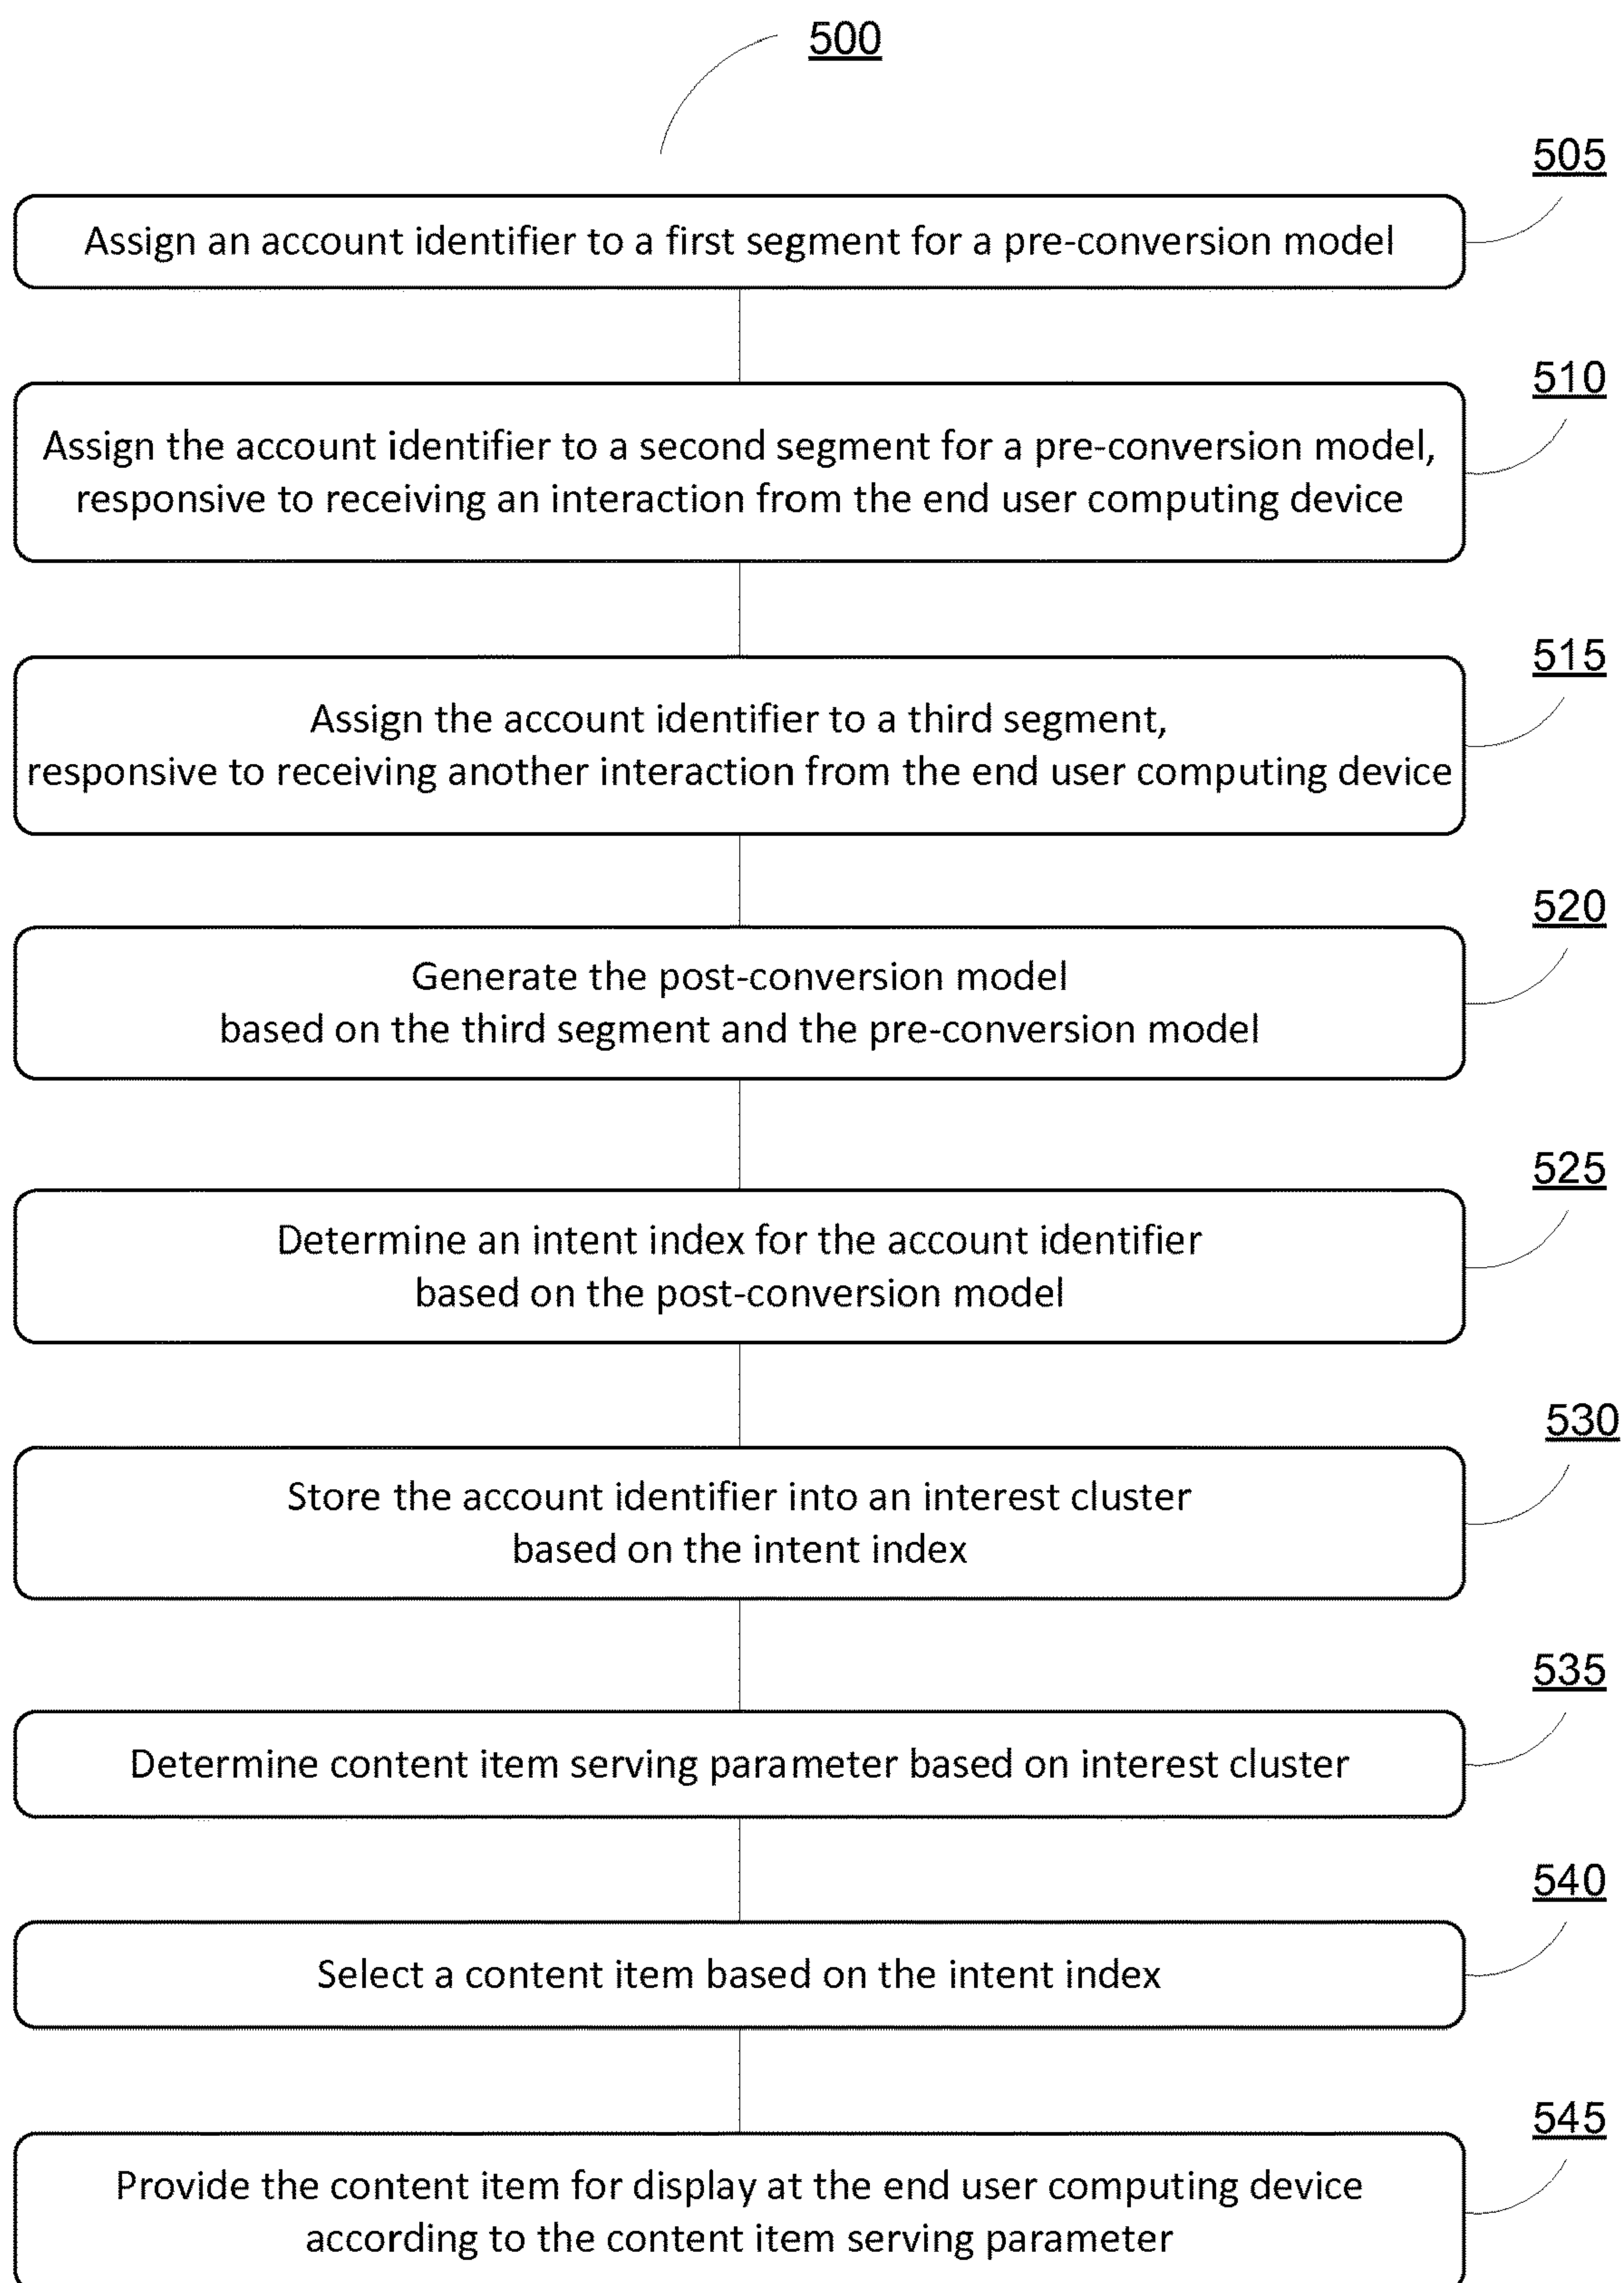 500
505
Assign an account identifier to a first segment for a pre-conversion model
510
Assign the account identifier to a second segment for a pre-conversion model,
responsive to receiving an interaction from the end user computing device
515
Assign the account identifier to a third segment,
responsive to receiving another interaction from the end user computing device
520
Generate the post-conversion model
based on the third segment and the pre-conversion model
525
Determine an intent index for the account identifier
based on the post-conversion model
530
Store the account identifier into an interest cluster
based on the intent index
535
Determine content item serving parameter based on interest cluster
540
Select a content item based on the intent index
545
Provide the content item for display at the end user computing device
according to the content item serving parameter